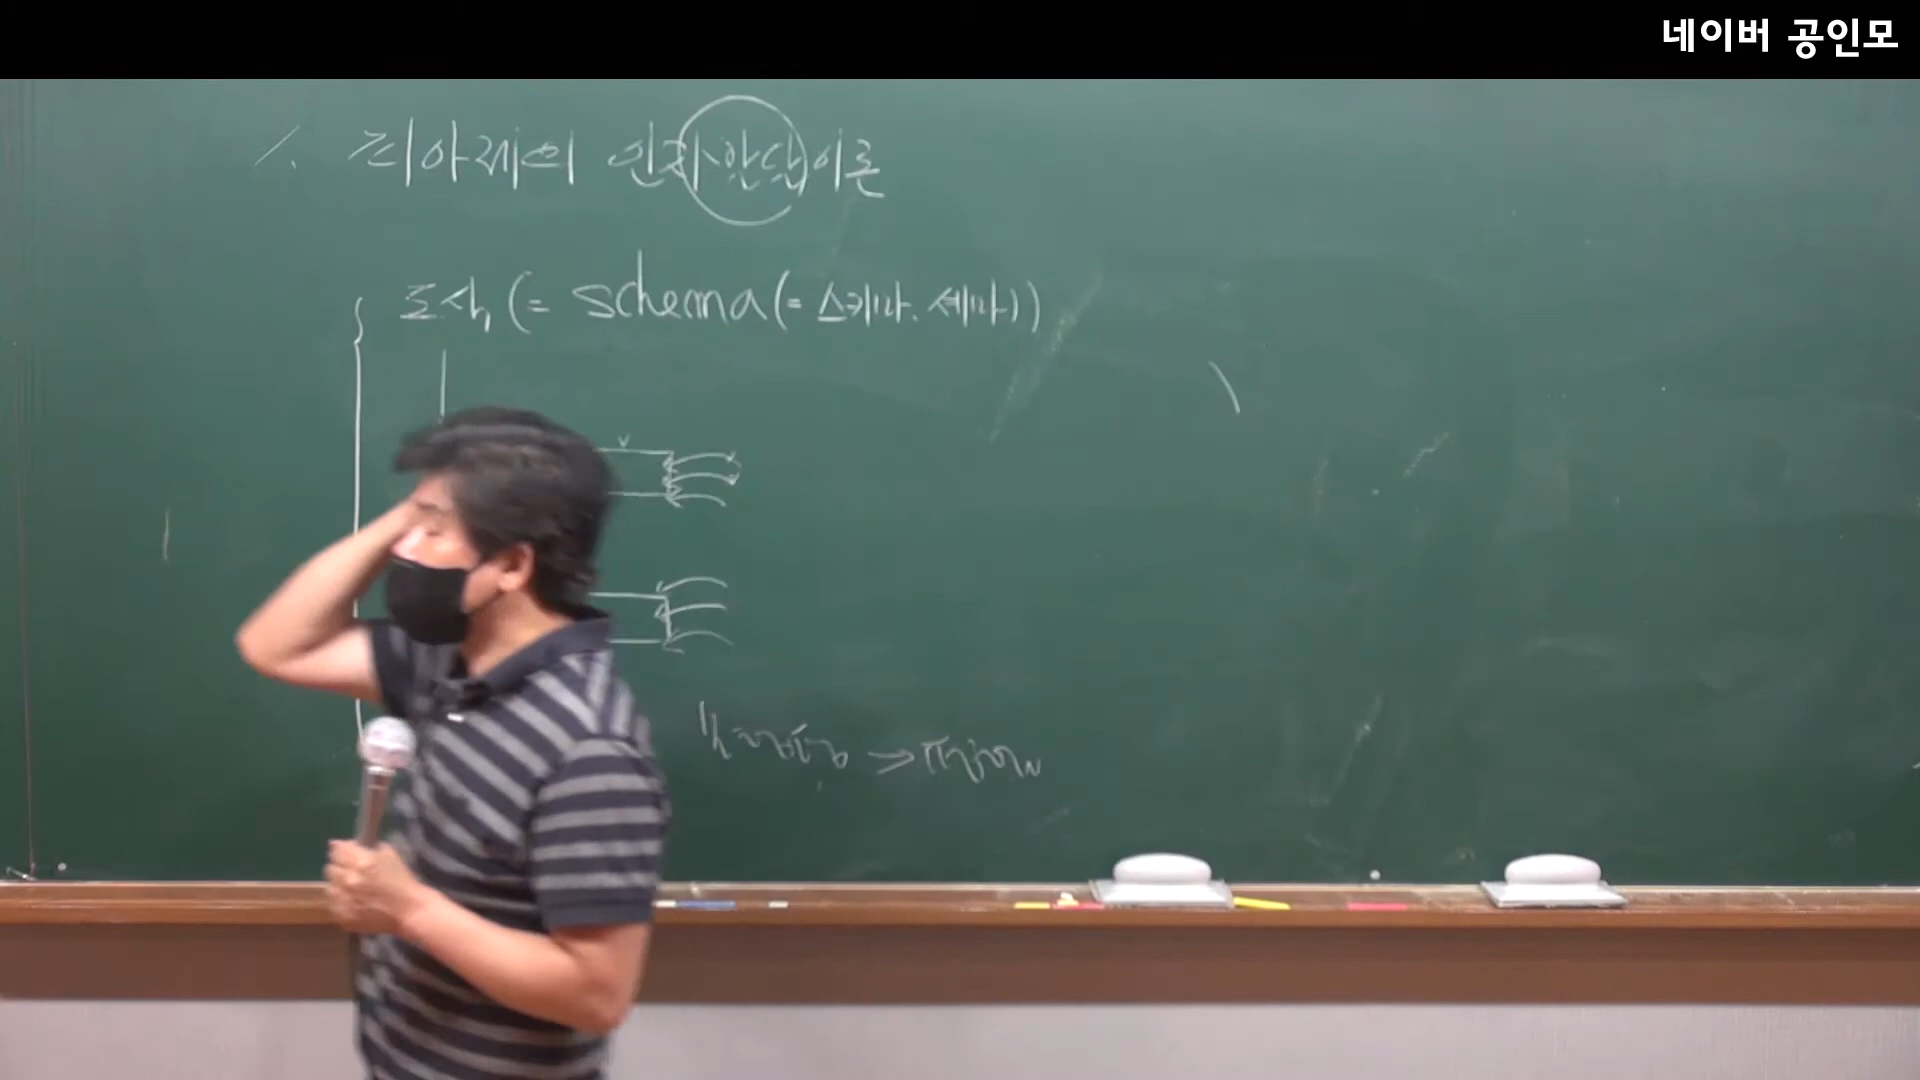 네이버 공인모
1. 피아제의 인지발달이론
도식(= schema(= 스키마. 세마))